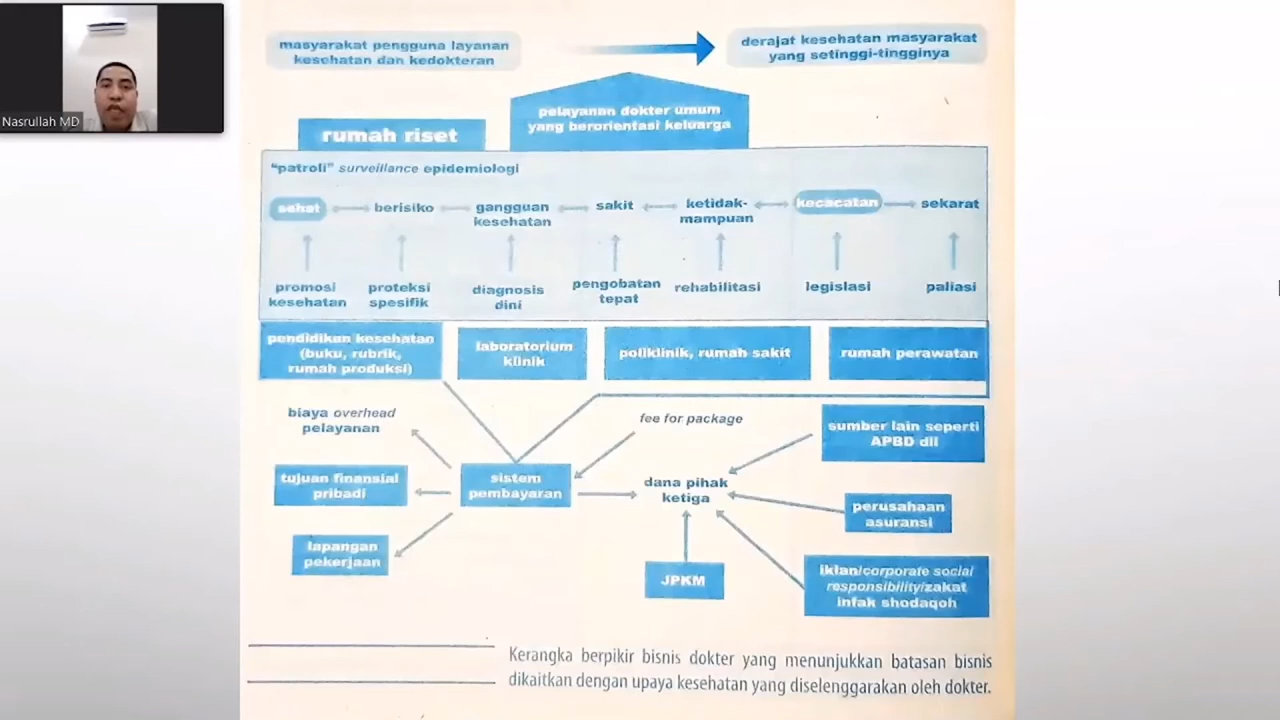 Nasrullah MD
masyarakat pengguna layanan
kesehatan dan kedokteran
derajat kesehatan masyarakat
yang setinggi-tingginya
pelayanan dokter umum
yang berorientasi keluarga
rumah riset
"patroli" surveillance epidemiologi
sehat
berisiko
gangguan
kesehatan
sakit
ketidak-
mampuan
kecacatan
sekarat
promosi
kesehatan
proteksi
spesifik
diagnosis
dini
pengobatan
tepat
rehabilitasi
legislasi
paliasi
pendidikan kesehatan
(buku, rubrik,
rumah produksi)
laboratorium
klinik
poliklinik, rumah sakit
rumah perawatan
biaya overhead
pelayanan
fee for package
sumber lain seperti
APBD dll
tujuan finansial
pribadi
sistem
pembayaran
dana pihak
ketiga
perusahaan
asuransi
lapangan
pekerjaan
JPKM
iklan/corporate social
responsibility/zakat
infak shodaqoh
Kerangka berpikir bisnis dokter yang menunjukkan batasan bisnis
dikaitkan dengan upaya kesehatan yang diselenggarakan oleh dokter.